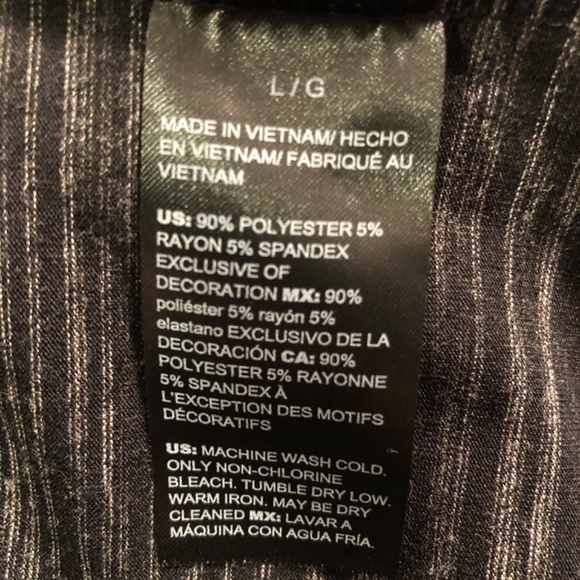 L/G
MADE IN VIETNAM/ HECHO
EN VIETNAM/ FABRIQUÉ AU
VIETNAM
US: 90% POLYESTER 5%
RAYON 5% SPANDEX
EXCLUSIVE OF
DECORATION MX: 90%
poliéster 5% rayón 5%
elastano EXCLUSIVO DE LA
DECORACIÓN CA: 90%
POLYESTER 5% RAYONNE
5% SPANDEX À
L'EXCEPTION DES MOTIFS
DÉCORATIFS
US: MACHINE WASH COLD.
ONLY NON-CHLORINE
BLEACH. TUMBLE DRY LOW.
WARM IRON. MAY BE DRY
CLEANED MX: LAVAR A
MÁQUINA CON AGUA FRÍA.